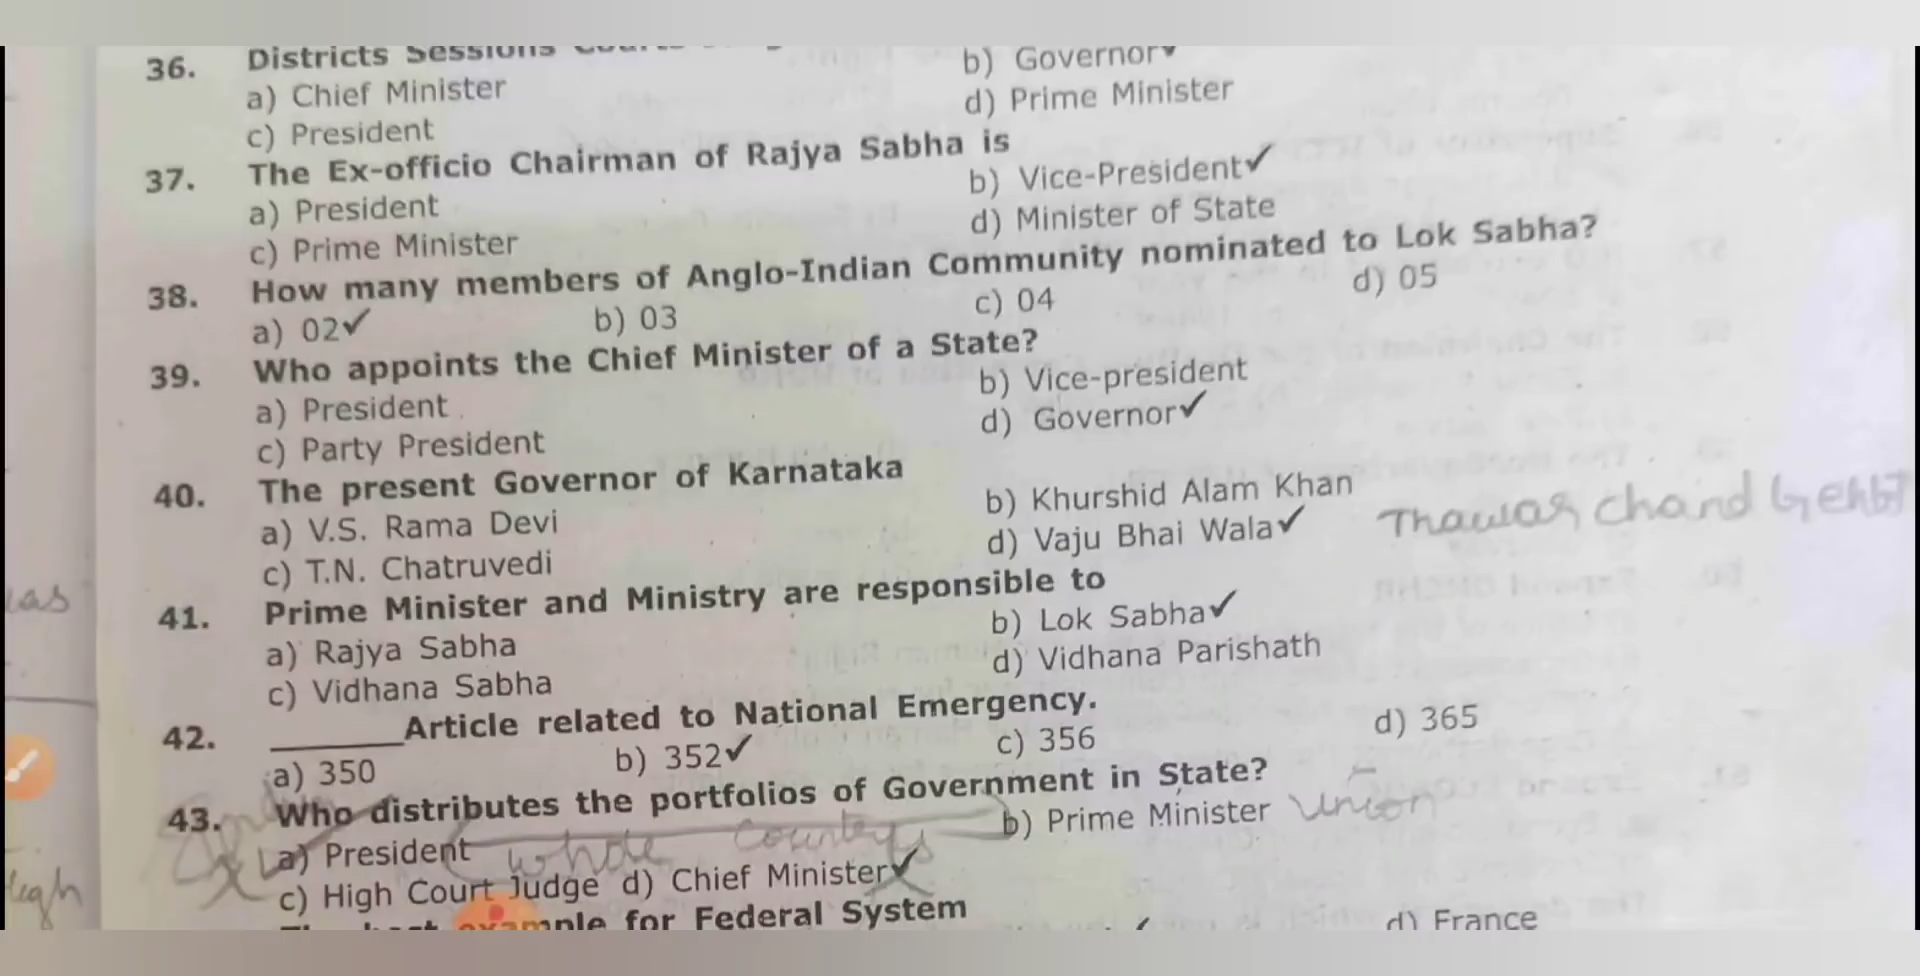 36. Districts Sessions
a) Chief Minister b) Governor✓
c) President d) Prime Minister
37. The Ex-officio Chairman of Rajya Sabha is
a) President b) Vice-President✓
c) Prime Minister d) Minister of State
38. How many members of Anglo-Indian Community nominated to Lok Sabha?
a) 02✓ b) 03 c) 04 d) 05
39. Who appoints the Chief Minister of a State?
a) President b) Vice-president
c) Party President d) Governor✓
40. The present Governor of Karnataka
a) V.S. Rama Devi b) Khurshid Alam Khan
c) T.N. Chatruvedi d) Vaju Bhai Wala✓ Thawar chand Gehlot
41. Prime Minister and Ministry are responsible to
a) Rajya Sabha b) Lok Sabha✓
c) Vidhana Sabha d) Vidhana Parishath
42. ______Article related to National Emergency.
a) 350 b) 352✓ c) 356 d) 365
43. Who distributes the portfolios of Government in State?
a) President b) Prime Minister Union
whole country
c) High Court Judge d) Chief Minister✓
example for Federal System
d) France